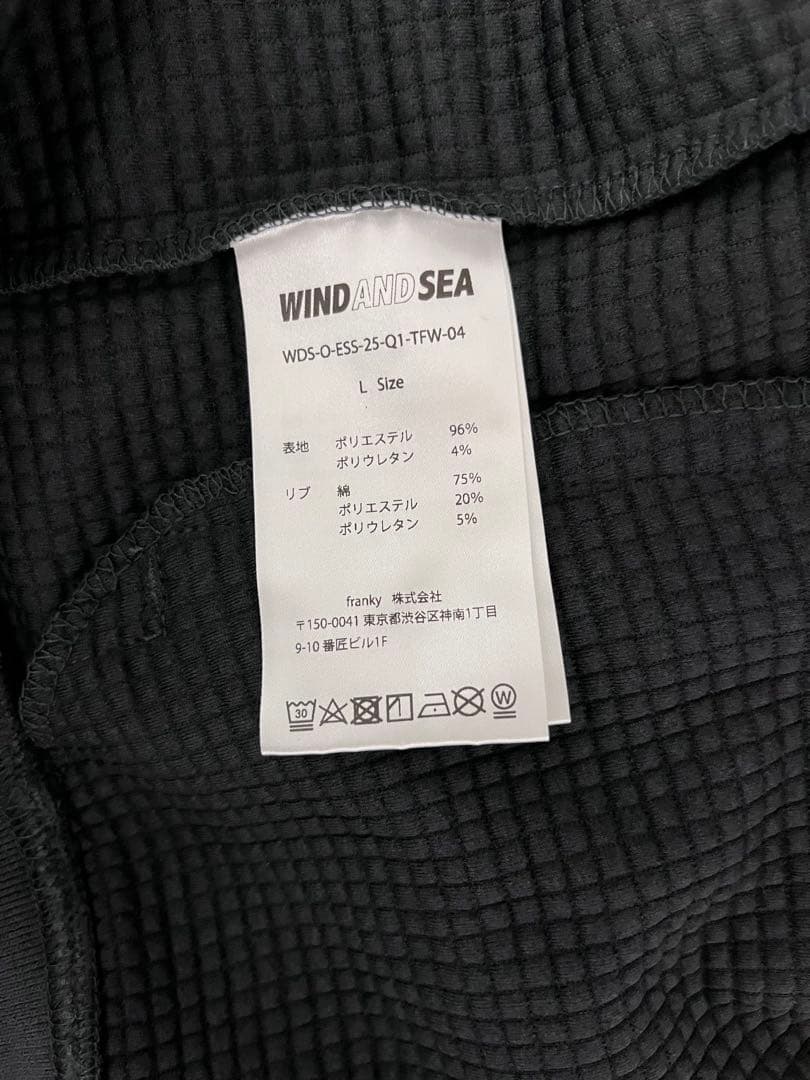 WINDANDSEA
WDS-O-ESS-25-Q1-TFW-04
L Size
表地 ポリエステル 96%
ポリウレタン 4%
リブ 綿 75%
ポリエステル 20%
ポリウレタン 5%
franky 株式会社
〒150-0041 東京都渋谷区神南1丁目
9-10 番匠ビル1F
30 W